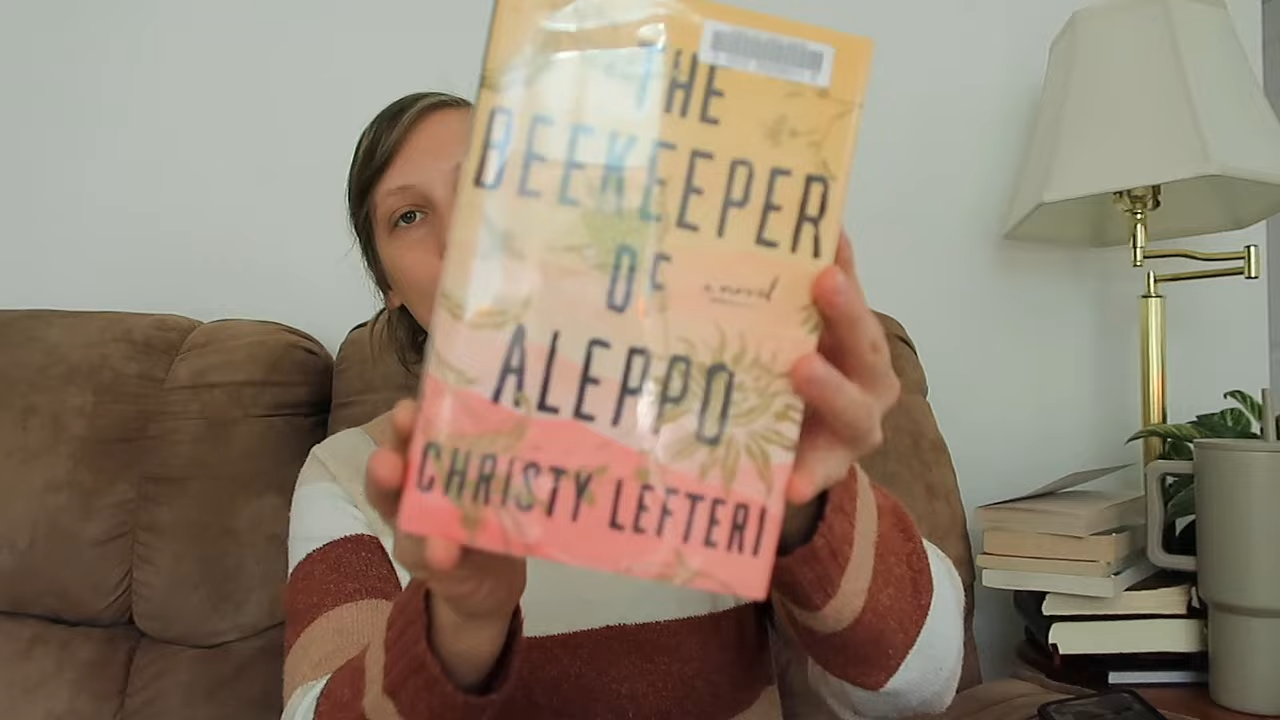 THE
BEEKEEPER
OF
a novel
ALEPPO
CHRISTY LEFTERI